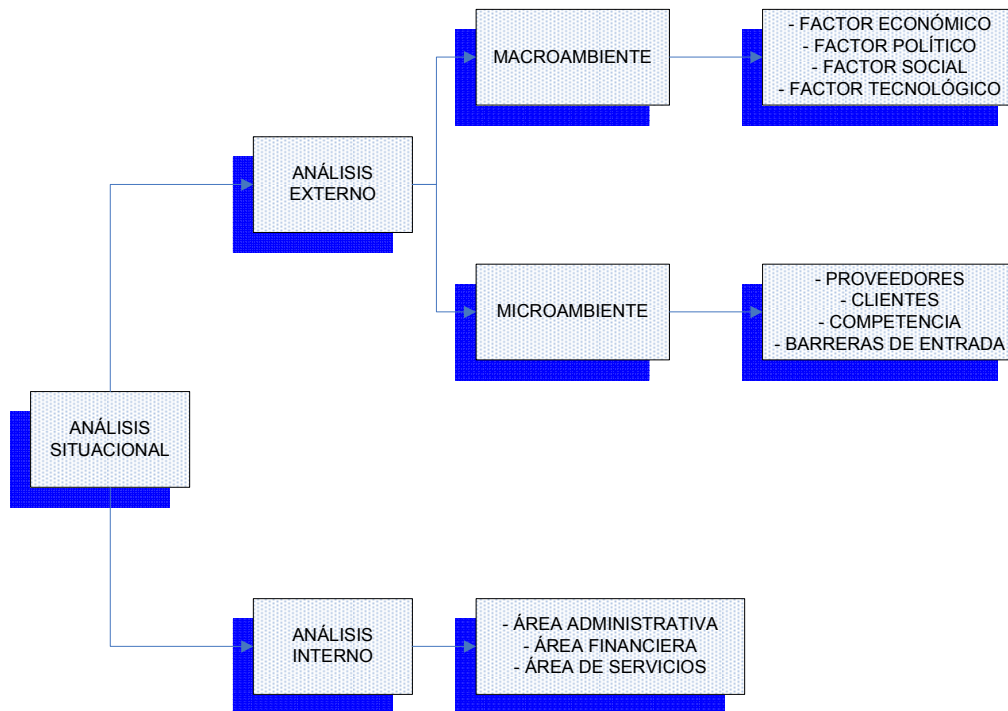 - FACTOR ECONÓMICO
- FACTOR POLÍTICO
- FACTOR SOCIAL
- FACTOR TECNOLÓGICO
MACROAMBIENTE
ANÁLISIS
EXTERNO
- PROVEEDORES
- CLIENTES
- COMPETENCIA
- BARRERAS DE ENTRADA
MICROAMBIENTE
ANÁLISIS
SITUACIONAL
ANÁLISIS
INTERNO
- ÁREA ADMINISTRATIVA
- ÁREA FINANCIERA
- ÁREA DE SERVICIOS